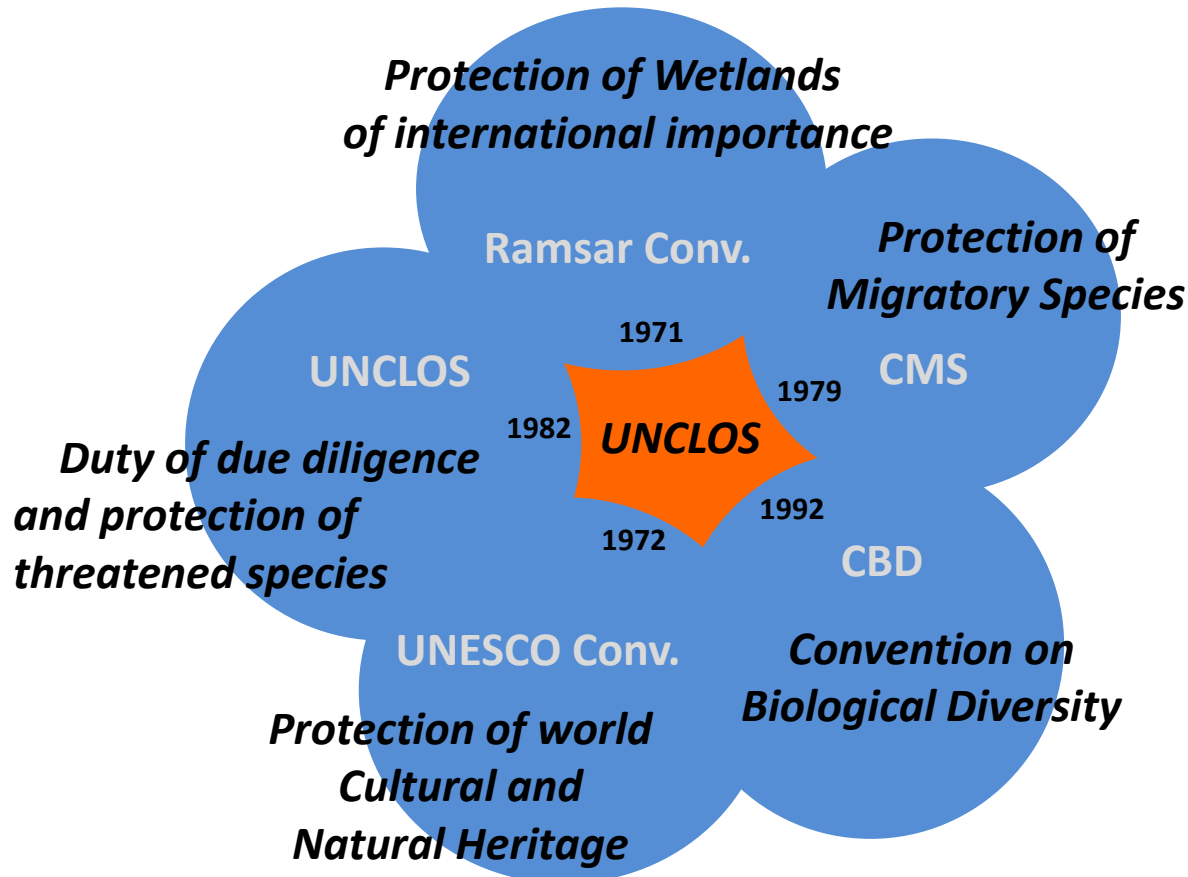 Protection of Wetlands
of international importance
Ramsar Conv.
1971
Protection of
Migratory Species
CMS
1979
UNCLOS
1982
UNCLOS
Duty of due diligence
and protection of
threatened species
1992
CBD
Convention on
Biological Diversity
1972
UNESCO Conv.
Protection of world
Cultural and
Natural Heritage